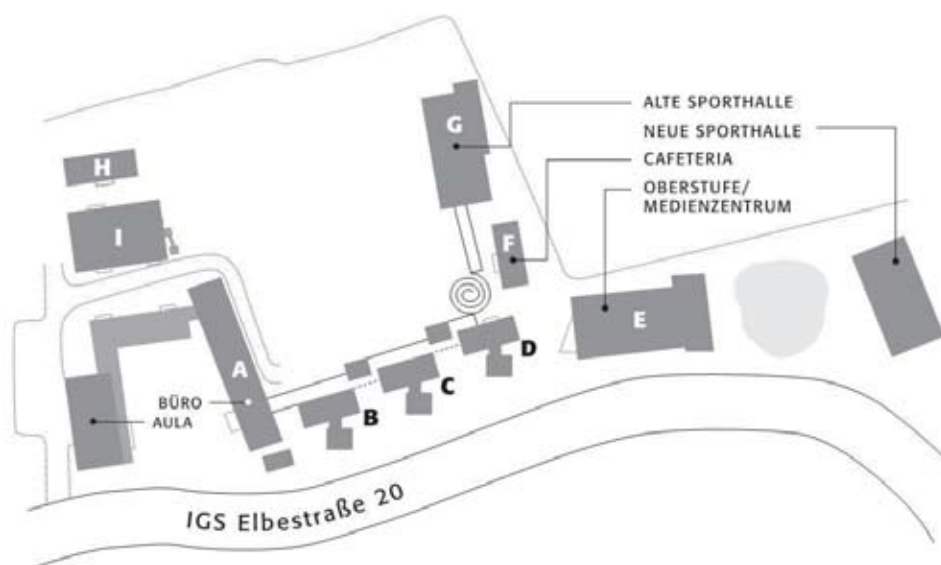 ALTE SPORTHALLE
NEUE SPORTHALLE
CAFETERIA
OBERSTUFE/
MEDIENZENTRUM
G
H
F
I
E
A
D
C
B
BÜRO
AULA
IGS Elbestraße 20